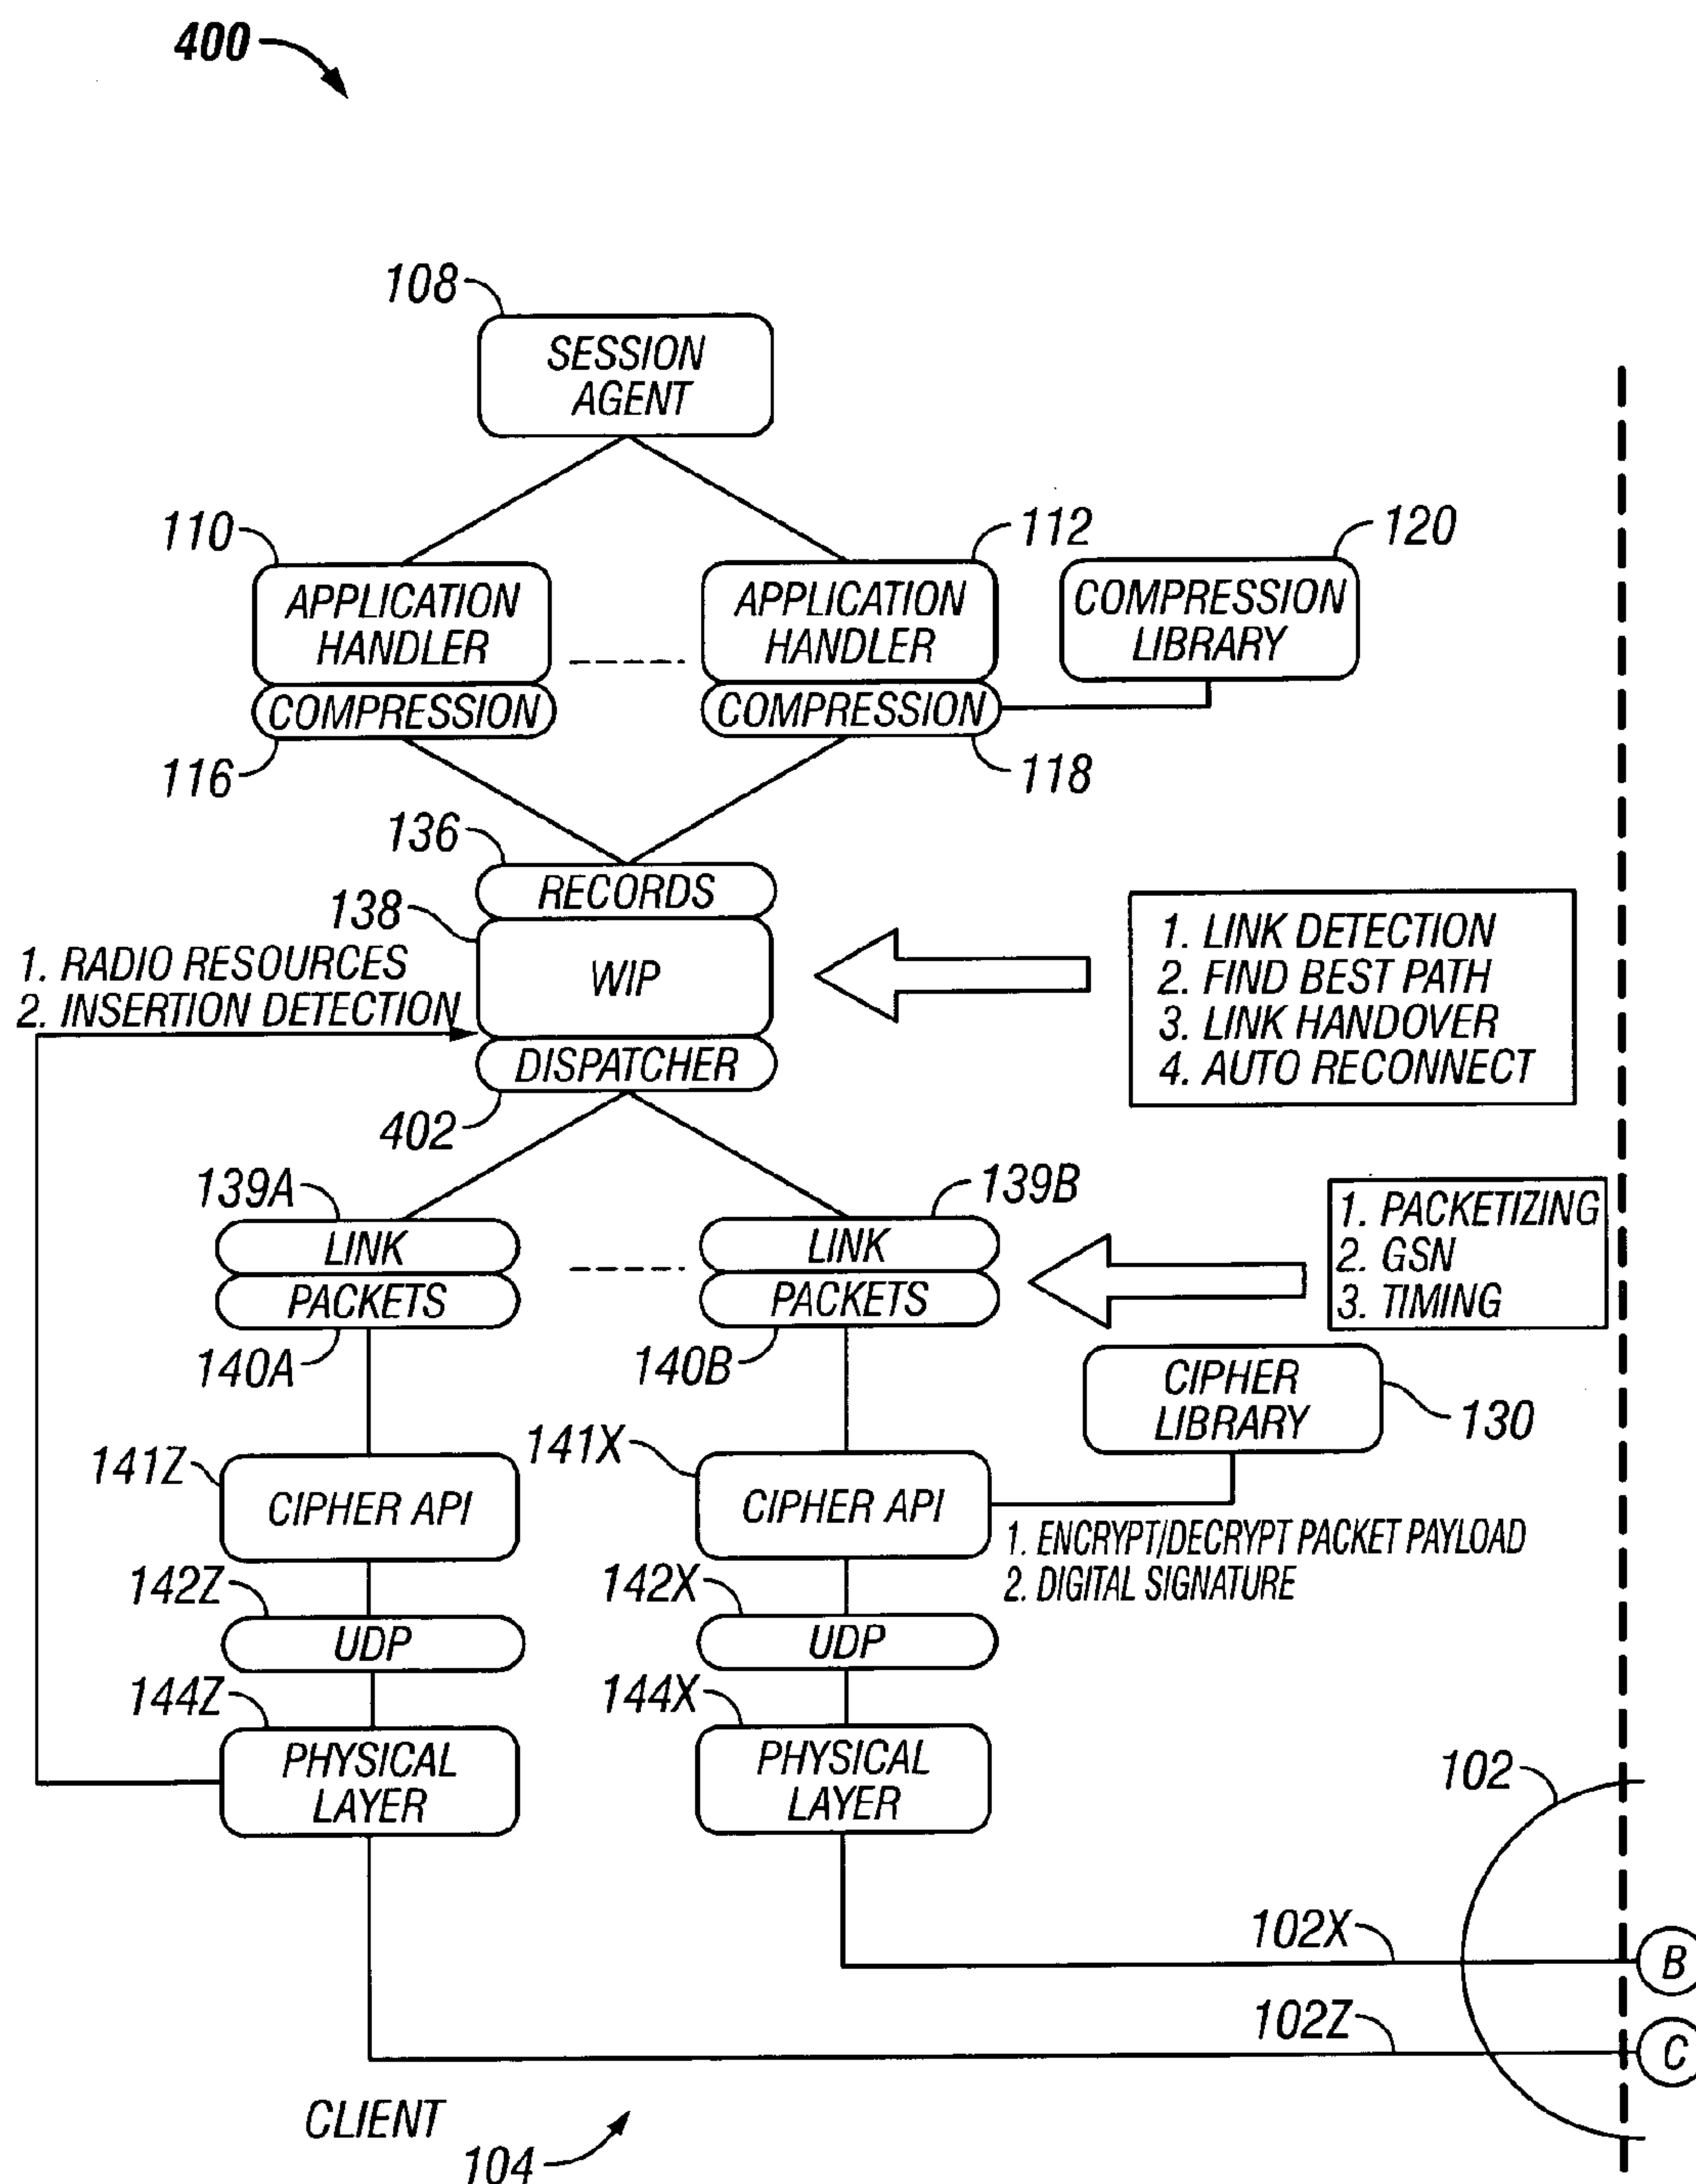 400
108
SESSION
AGENT
110
112
120
APPLICATION
HANDLER
APPLICATION
HANDLER
COMPRESSION
LIBRARY
COMPRESSION
COMPRESSION
116
118
136
RECORDS
138
WIP
1. RADIO RESOURCES
2. INSERTION DETECTION
1. LINK DETECTION
2. FIND BEST PATH
3. LINK HANDOVER
4. AUTO RECONNECT
DISPATCHER
402
139A
139B
LINK
LINK
PACKETS
PACKETS
1. PACKETIZING
2. GSN
3. TIMING
140A
140B
CIPHER
LIBRARY
130
141Z
141X
CIPHER API
CIPHER API
1. ENCRYPT/DECRYPT PACKET PAYLOAD
2. DIGITAL SIGNATURE
142Z
142X
UDP
UDP
144Z
144X
PHYSICAL
LAYER
PHYSICAL
LAYER
102
102X
B
102Z
C
CLIENT
104